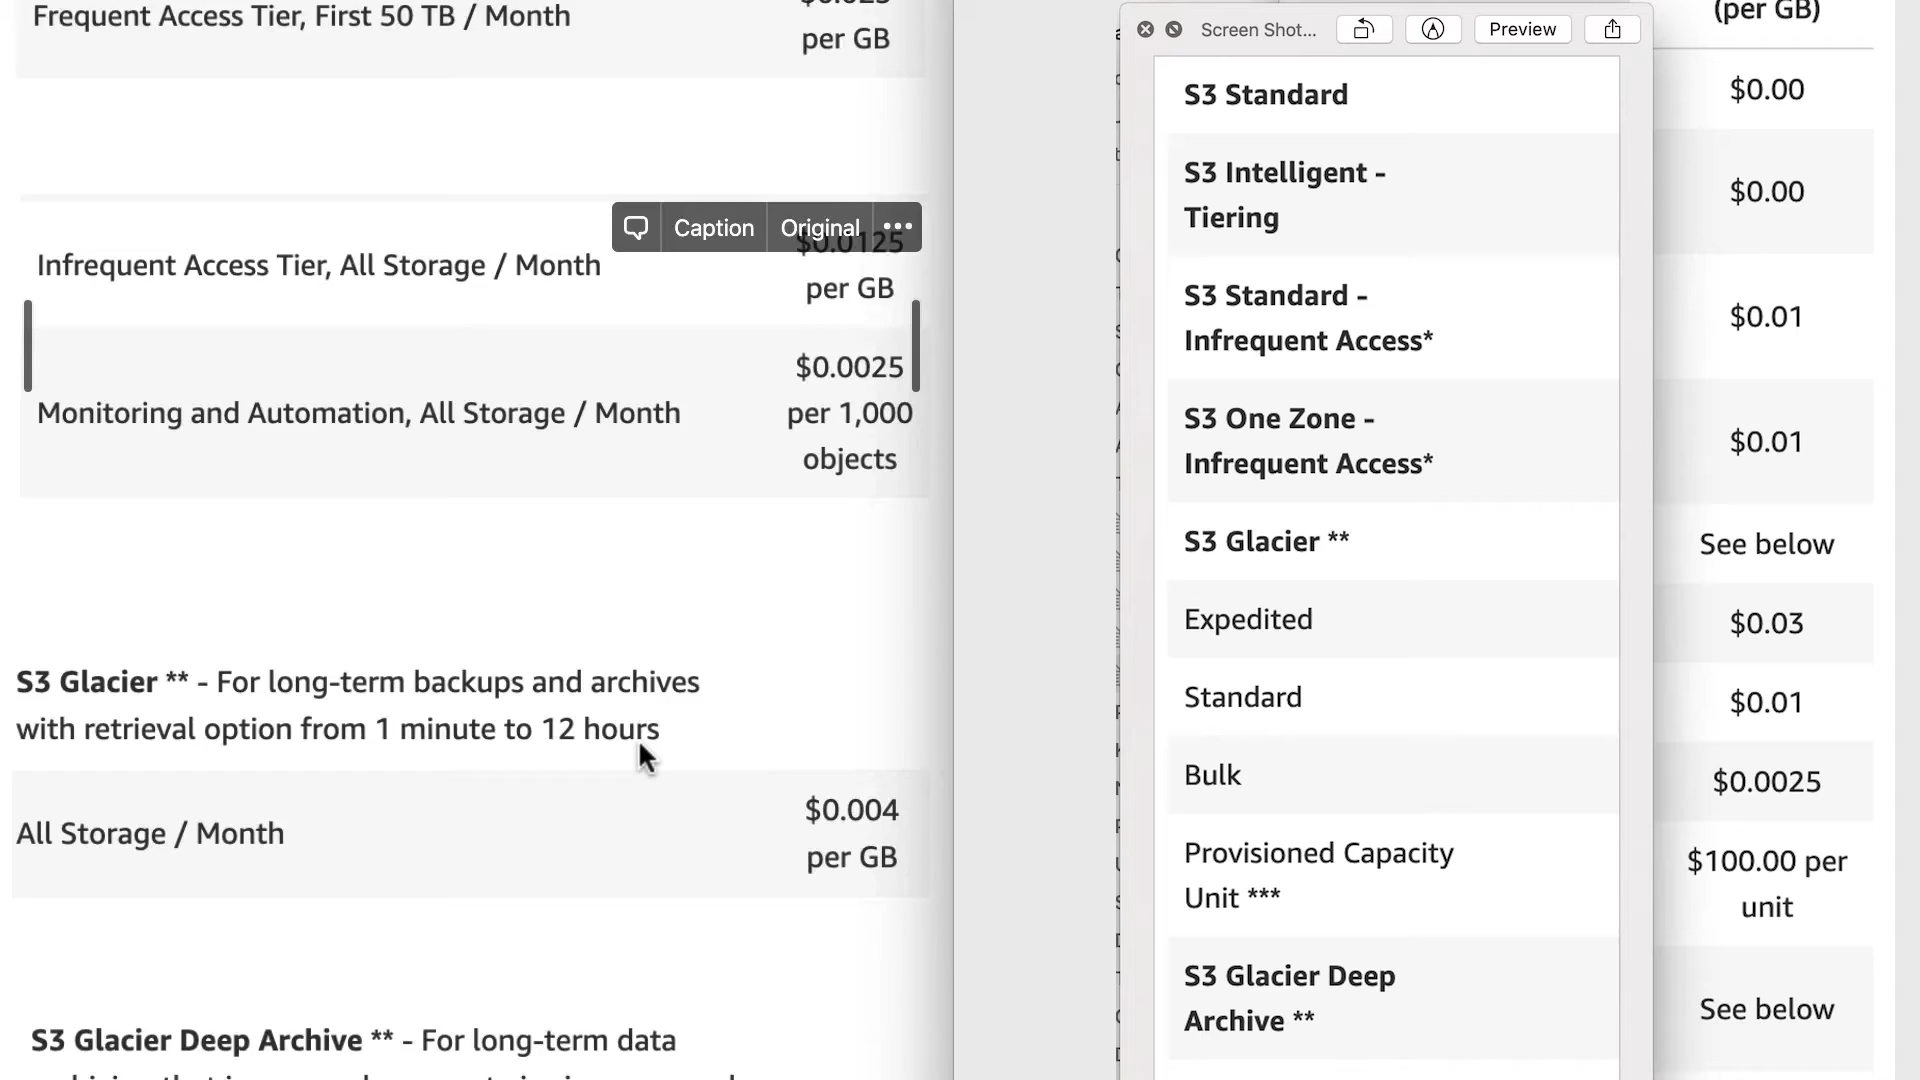 Frequent Access Tier, First 50 TB / Month
per GB
Caption
Original
$0.0125
Infrequent Access Tier, All Storage / Month
per GB
$0.0025
Monitoring and Automation, All Storage / Month
per 1,000
objects
S3 Glacier ** - For long-term backups and archives
with retrieval option from 1 minute to 12 hours
$0.004
All Storage / Month
per GB
S3 Glacier Deep Archive ** - For long-term data
Screen Shot...
Preview
S3 Standard
S3 Intelligent -
Tiering
S3 Standard -
Infrequent Access*
S3 One Zone -
Infrequent Access*
S3 Glacier **
Expedited
Standard
Bulk
Provisioned Capacity
Unit ***
S3 Glacier Deep
Archive **
(per GB)
$0.00
$0.00
$0.01
$0.01
See below
$0.03
$0.01
$0.0025
$100.00 per
unit
See below